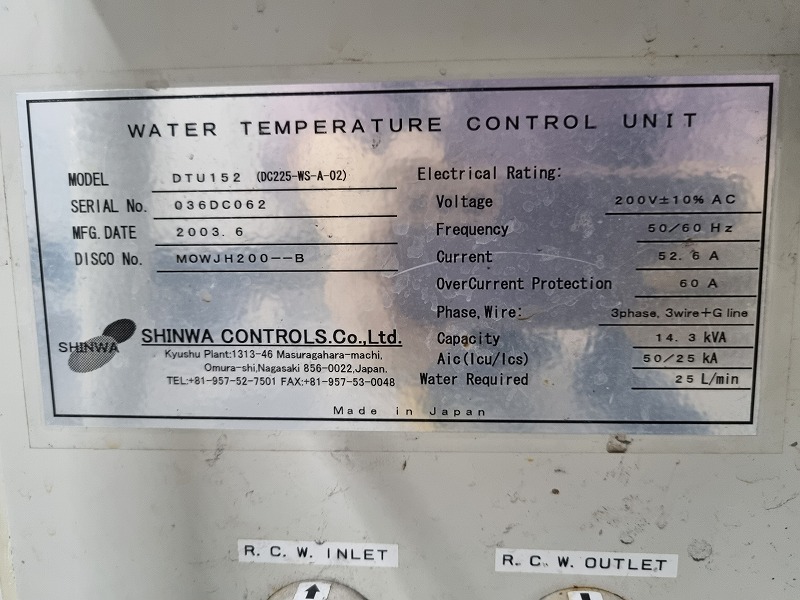 WATER TEMPERATURE CONTROL UNIT
MODEL DTU152 (DC225-WS-A-02)
SERIAL No. 036DC062
MFG. DATE 2003. 6
DISCO No. MOWJH200--B
Electrical Rating:
Voltage 200V±10% AC
Frequency 50/60 Hz
Current 52. 6 A
OverCurrent Protection 60 A
Phase, Wire: 3phase, 3wire+G line
Capacity 14. 3 kVA
Aic(Icu/Ics) 50/25 kA
Water Required 25 L/min
SHINWA
SHINWA CONTROLS.Co.,Ltd.
Kyushu Plant:1313-46 Masuragahara-machi,
Omura-shi,Nagasaki 856-0022,Japan.
TEL:+81-957-52-7501 FAX:+81-957-53-0048
Made in Japan
R. C. W. INLET
R. C. W. OUTLET